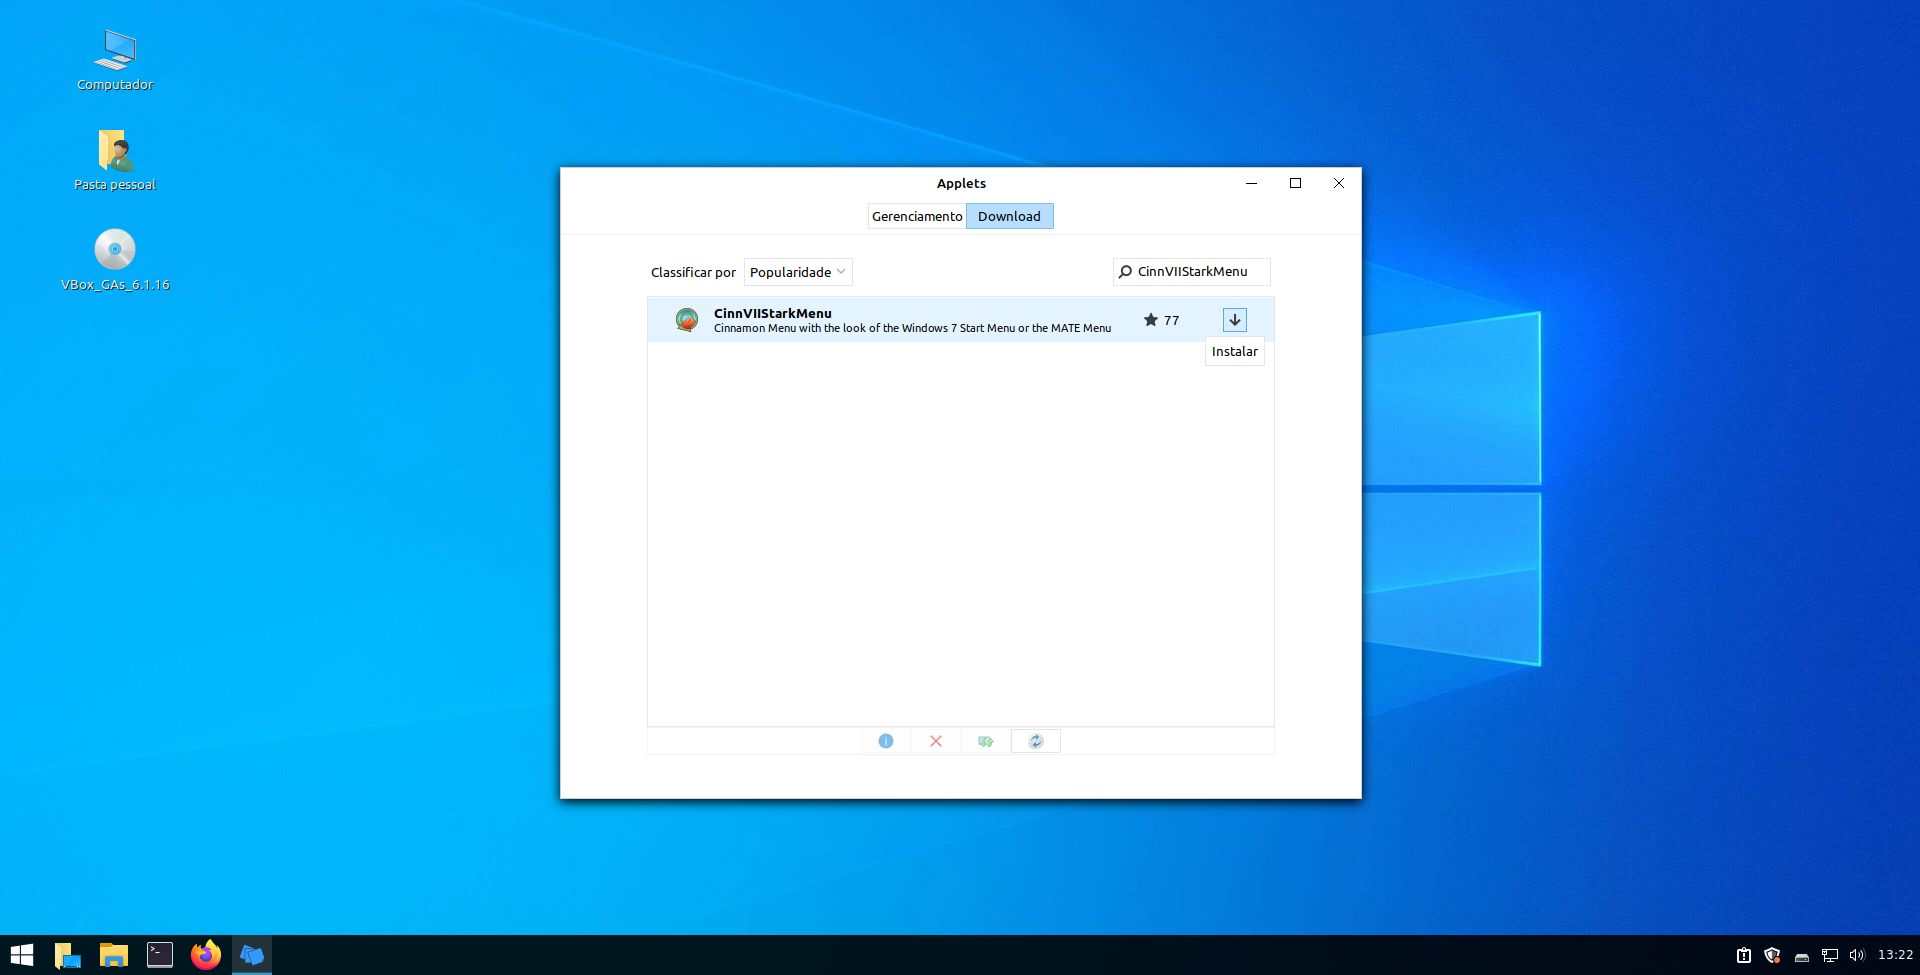 Computador
Pasta pessoal
VBox_GAs_6.1.16
Applets
Gerenciamento
Download
Classificar por
Popularidade
CinnVIIStarkMenu
CinnVIIStarkMenu
Cinnamon Menu with the look of the Windows 7 Start Menu or the MATE Menu
77
Instalar
13:22